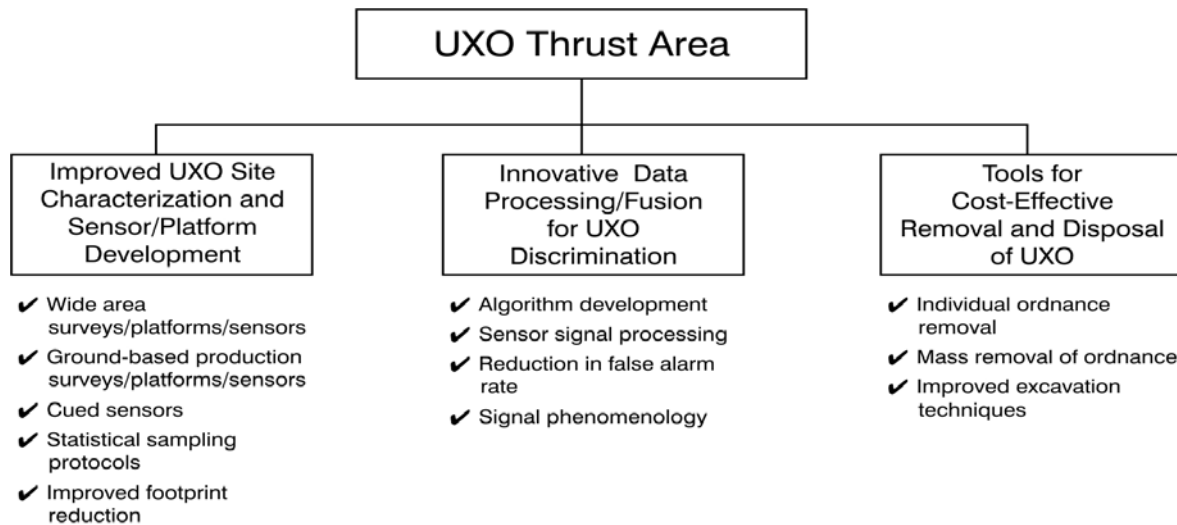 UXO Thrust Area
Improved UXO Site
Characterization and
Sensor/Platform
Development
✔ Wide area
surveys/platforms/sensors
✔ Ground-based production
surveys/platforms/sensors
✔ Cued sensors
✔ Statistical sampling
protocols
✔ Improved footprint
reduction
Innovative Data
Processing/Fusion
for UXO
Discrimination
✔ Algorithm development
✔ Sensor signal processing
✔ Reduction in false alarm
rate
✔ Signal phenomenology
Tools for
Cost-Effective
Removal and Disposal
of UXO
✔ Individual ordnance
removal
✔ Mass removal of ordnance
✔ Improved excavation
techniques